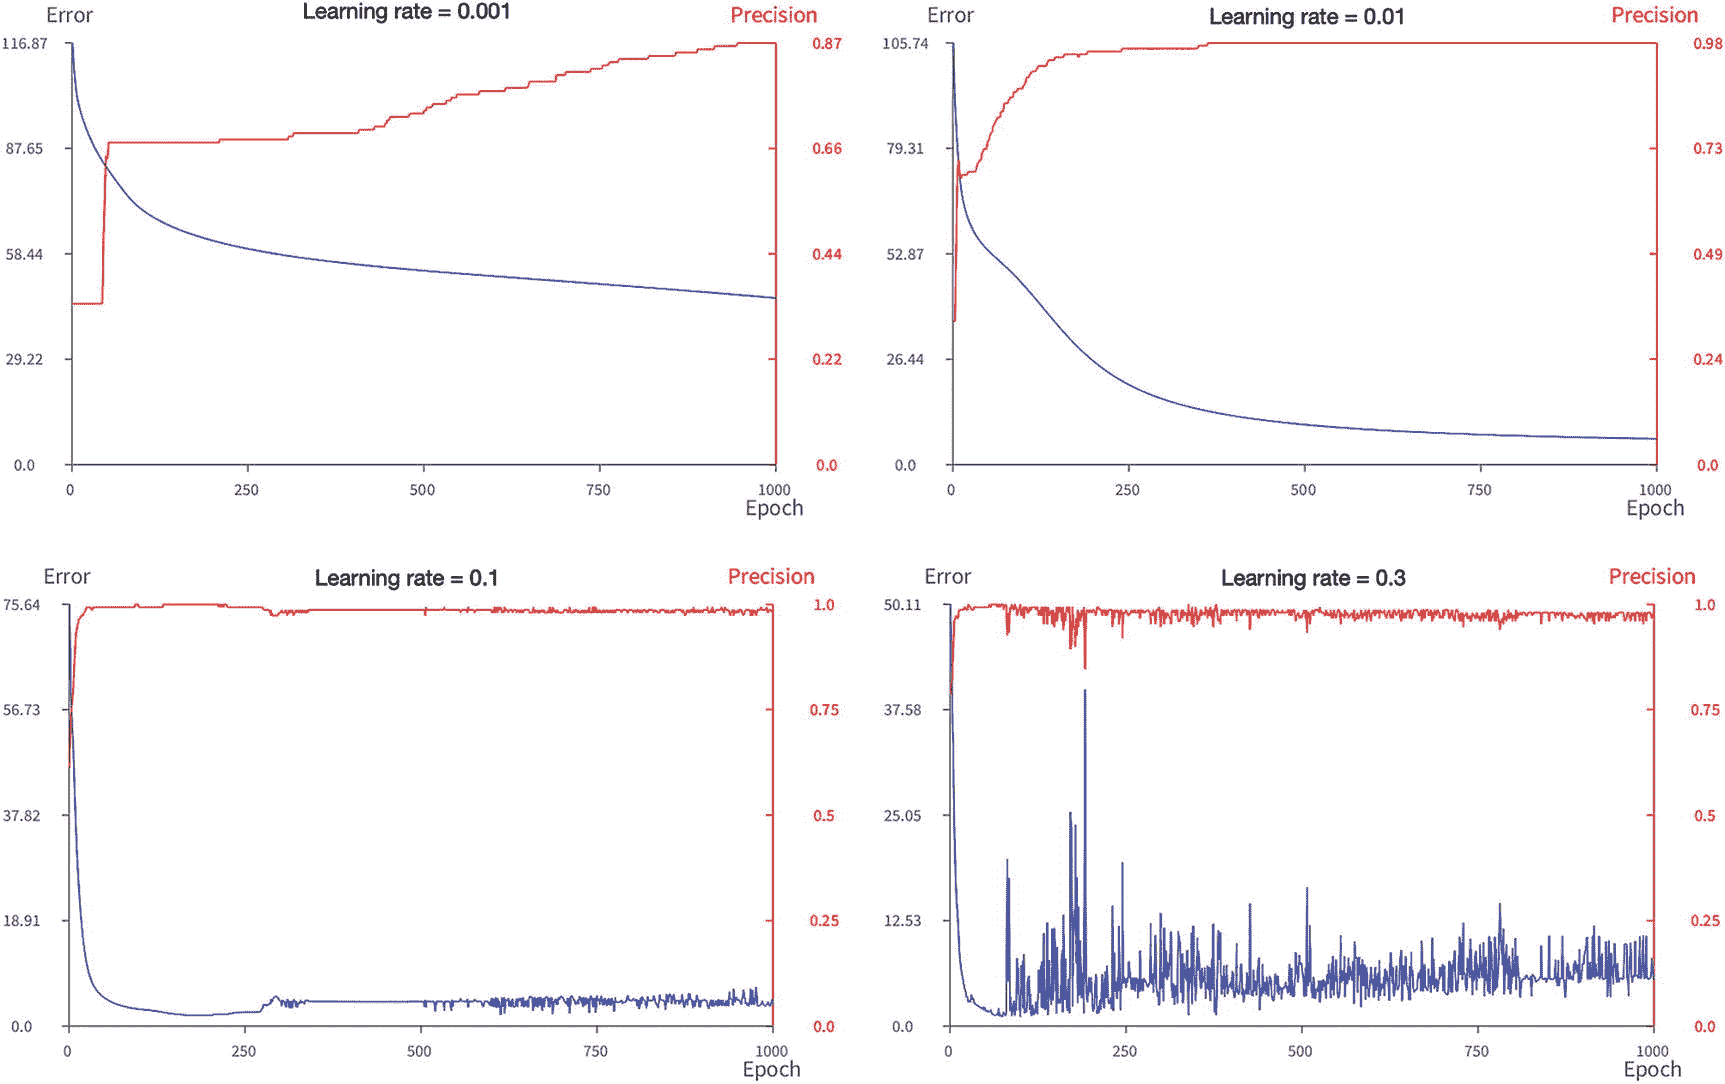 Error Learning rate = 0.001 Precision
116.87 0.87
87.65 0.66
58.44 0.44
29.22 0.22
0.0 0.0
0 250 500 750 1000
Epoch
Error Learning rate = 0.01 Precision
105.74 0.98
79.31 0.73
52.87 0.49
26.44 0.24
0.0 0.0
0 250 500 750 1000
Epoch
Error Learning rate = 0.1 Precision
75.64 1.0
56.73 0.75
37.82 0.5
18.91 0.25
0.0 0.0
0 250 500 750 1000
Epoch
Error Learning rate = 0.3 Precision
50.11 1.0
37.58 0.75
25.05 0.5
12.53 0.25
0.0 0.0
0 250 500 750 1000
Epoch